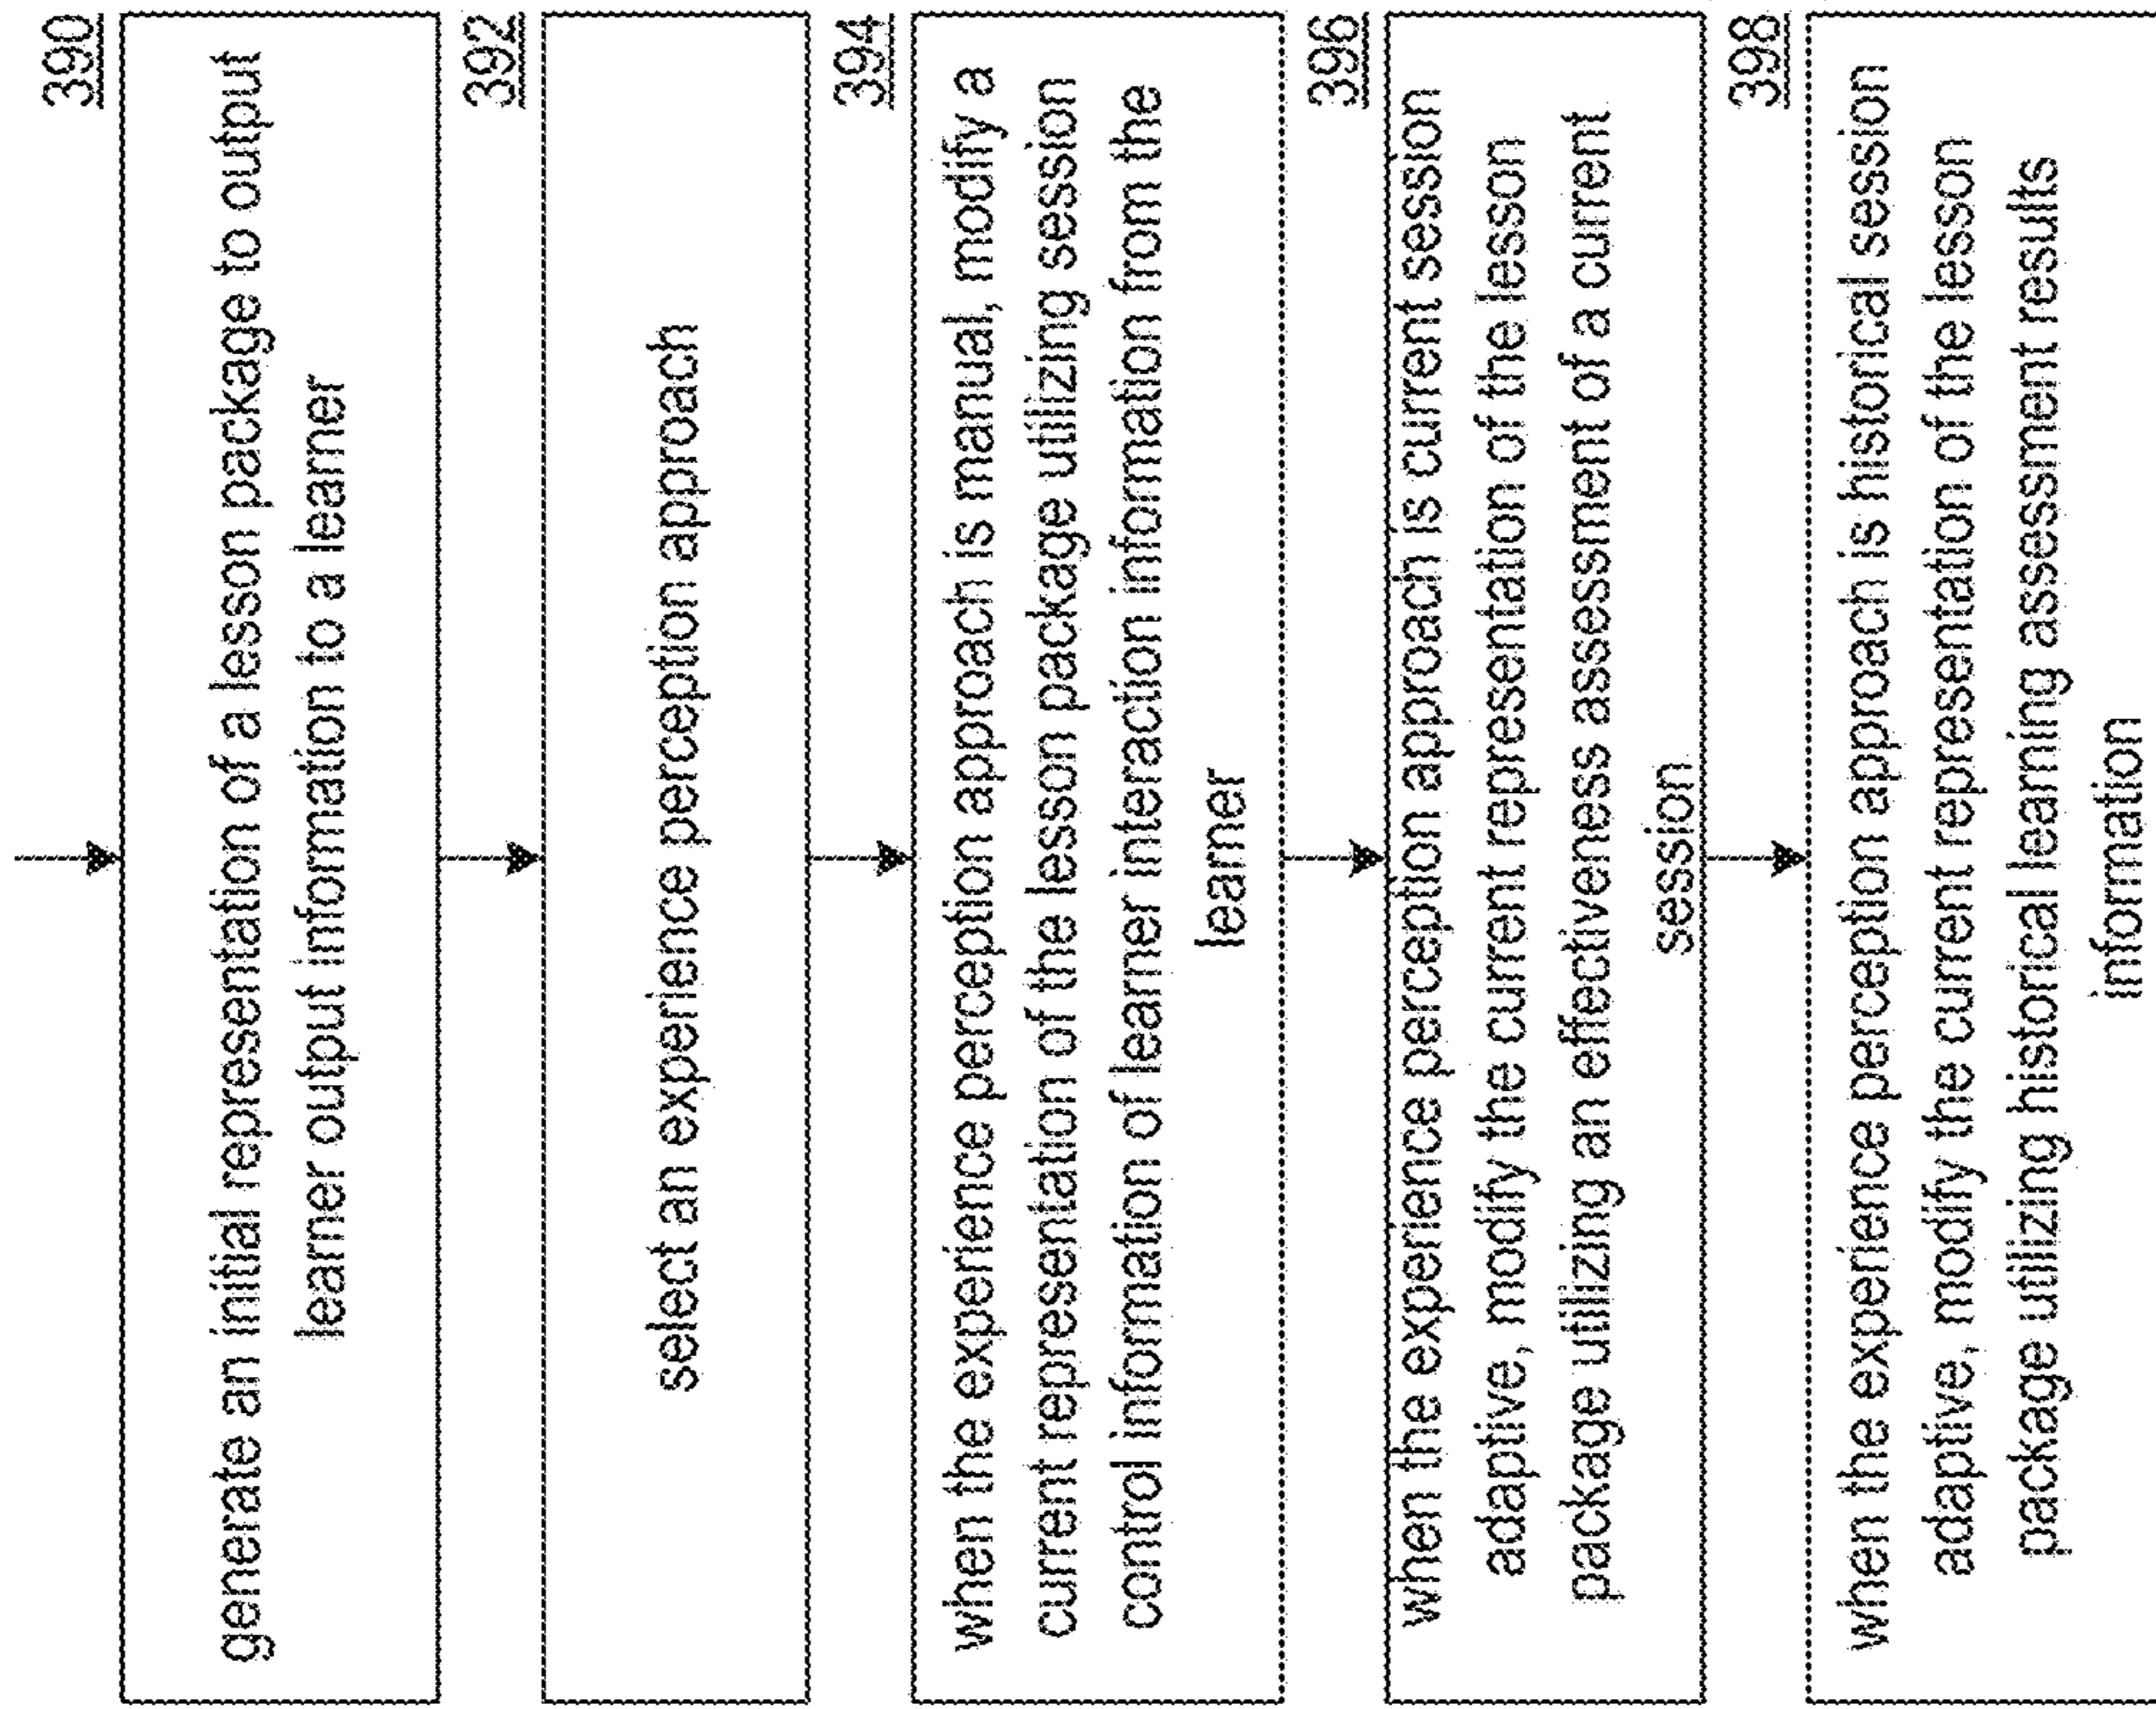 390
generate an initial representation of a lesson package to output
learner output information to a learner
392
select an experience perception approach
394
when the experience perception approach is manual, modify a
current representation of the lesson package utilizing session
control information of learner interaction information from the
learner
396
when the experience perception approach is current session
adaptive, modify the current representation of the lesson
package utilizing an effectiveness assessment of a current
session
398
when the experience perception approach is historical session
adaptive, modify the current representation of the lesson
package utilizing historical learning assessment results
information